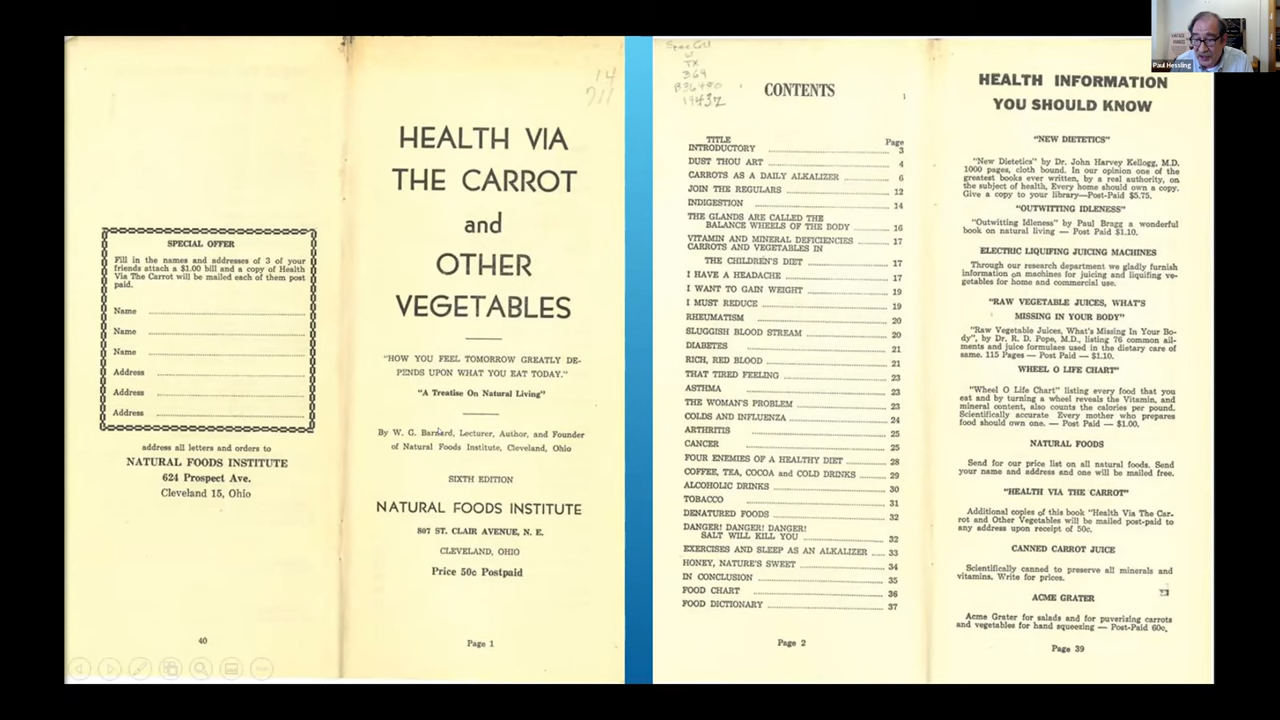 SPECIAL OFFER
Fill in the names and addresses of 3 of your
friends attach a $1.00 bill and a copy of Health
Via The Carrot will be mailed each of them post
paid.
Name
Name
Name
Address
Address
Address
address all letters and orders to
NATURAL FOODS INSTITUTE
624 Prospect Ave.
Cleveland 15, Ohio
40
14
711
HEALTH VIA
THE CARROT
and
OTHER
VEGETABLES
"HOW YOU FEEL TOMORROW GREATLY DE-
PENDS UPON WHAT YOU EAT TODAY."
"A Treatise On Natural Living"
By W. G. Barnard, Lecturer, Author, and Founder
of Natural Foods Institute, Cleveland, Ohio
SIXTH EDITION
NATURAL FOODS INSTITUTE
807 ST. CLAIR AVENUE, N. E.
CLEVELAND, OHIO
Price 50c Postpaid
Page 1
Spec Coll
W
TX
369
1943z
CONTENTS
TITLE Page
INTRODUCTORY 3
DUST THOU ART 4
CARROTS AS A DAILY ALKALIZER 6
JOIN THE REGULARS 12
INDIGESTION 14
THE GLANDS ARE CALLED THE
BALANCE WHEELS OF THE BODY 16
VITAMIN AND MINERAL DEFICIENCIES 17
CARROTS AND VEGETABLES IN
THE CHILDREN'S DIET 17
I HAVE A HEADACHE 17
I WANT TO GAIN WEIGHT 19
I MUST REDUCE 19
RHEUMATISM 20
SLUGGISH BLOOD STREAM 20
DIABETES 21
RICH, RED BLOOD 21
THAT TIRED FEELING 23
ASTHMA 23
THE WOMAN'S PROBLEM 23
COLDS AND INFLUENZA 24
ARTHRITIS 25
CANCER 25
FOUR ENEMIES OF A HEALTHY DIET 28
COFFEE, TEA, COCOA and COLD DRINKS 29
ALCOHOLIC DRINKS 30
TOBACCO 31
DENATURED FOODS 32
DANGER! DANGER! DANGER!
SALT WILL KILL YOU 32
EXERCISES AND SLEEP AS AN ALKALIZER 33
HONEY, NATURE'S SWEET 34
IN CONCLUSION 35
FOOD CHART 36
FOOD DICTIONARY 37
Page 2
HEALTH INFORMATION
YOU SHOULD KNOW
"NEW DIETETICS"
"New Dietetics" by Dr. John Harvey Kellogg, M.D.
1000 pages, cloth bound. In our opinion one of the
greatest books ever written, by a real authority, on
the subject of health, Every home should own a copy.
Give a copy to your library—Post-Paid $5.75.
"OUTWITTING IDLENESS"
"Outwitting Idleness" by Paul Bragg a wonderful
book on natural living — Post Paid $1.10.
ELECTRIC LIQUIFING JUICING MACHINES
Through our research department we gladly furnish
information on machines for juicing and liquifing ve-
getables for home and commercial use.
"RAW VEGETABLE JUICES, WHAT'S
MISSING IN YOUR BODY"
"Raw Vegetable Juices, What's Missing In Your Bo-
dy", by Dr. R. D. Pope, M.D., listing 76 common ail-
ments and juice formulaes used in the dietary care of
same. 115 Pages — Post Paid — $1.10.
WHEEL O LIFE CHART"
"Wheel O Life Chart" listing every food that you
eat and by turning a wheel reveals the Vitamin, and
mineral content, also counts the calories per pound.
Scientifically accurate Every mother who prepares
food should own one. — Post Paid — $1.00.
NATURAL FOODS
Send for our price list on all natural foods. Send
your name and address and one will be mailed free.
"HEALTH VIA THE CARROT"
Additional copies of this book "Health Via The Car-
rot and Other Vegetables will be mailed post-paid to
any address upon receipt of 50c.
CANNED CARROT JUICE
Scientifically canned to preserve all minerals and
vitamins. Write for prices.
ACME GRATER
Acme Grater for salads and for puverizing carrots
and vegetables for hand squeezing — Post-Paid 60c.
Page 39
Paul Hessling